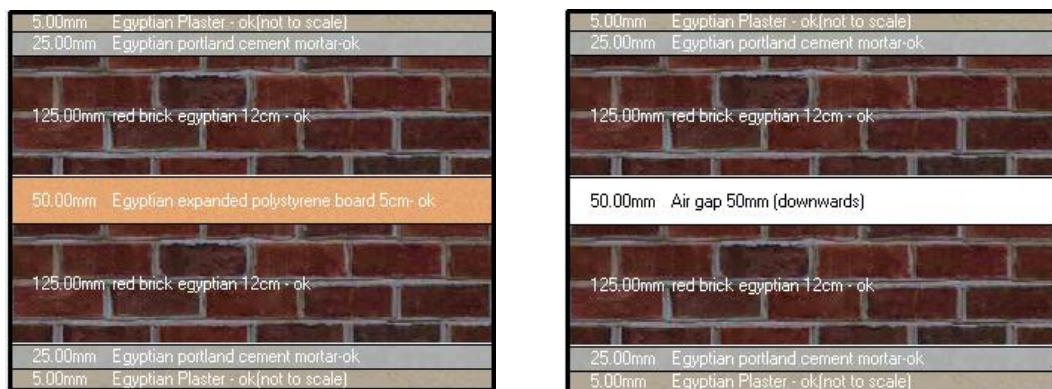 5.00mm Egyptian Plaster - ok(not to scale)
25.00mm Egyptian portland cement mortar-ok
125.00mm red brick egyptian 12cm - ok
50.00mm Egyptian expanded polystyrene board 5cm- ok
125.00mm red brick egyptian 12cm - ok
25.00mm Egyptian portland cement mortar-ok
5.00mm Egyptian Plaster - ok(not to scale)
5.00mm Egyptian Plaster - ok(not to scale)
25.00mm Egyptian portland cement mortar-ok
125.00mm red brick egyptian 12cm - ok
50.00mm Air gap 50mm (downwards)
125.00mm red brick egyptian 12cm - ok
25.00mm Egyptian portland cement mortar-ok
5.00mm Egyptian Plaster - ok(not to scale)